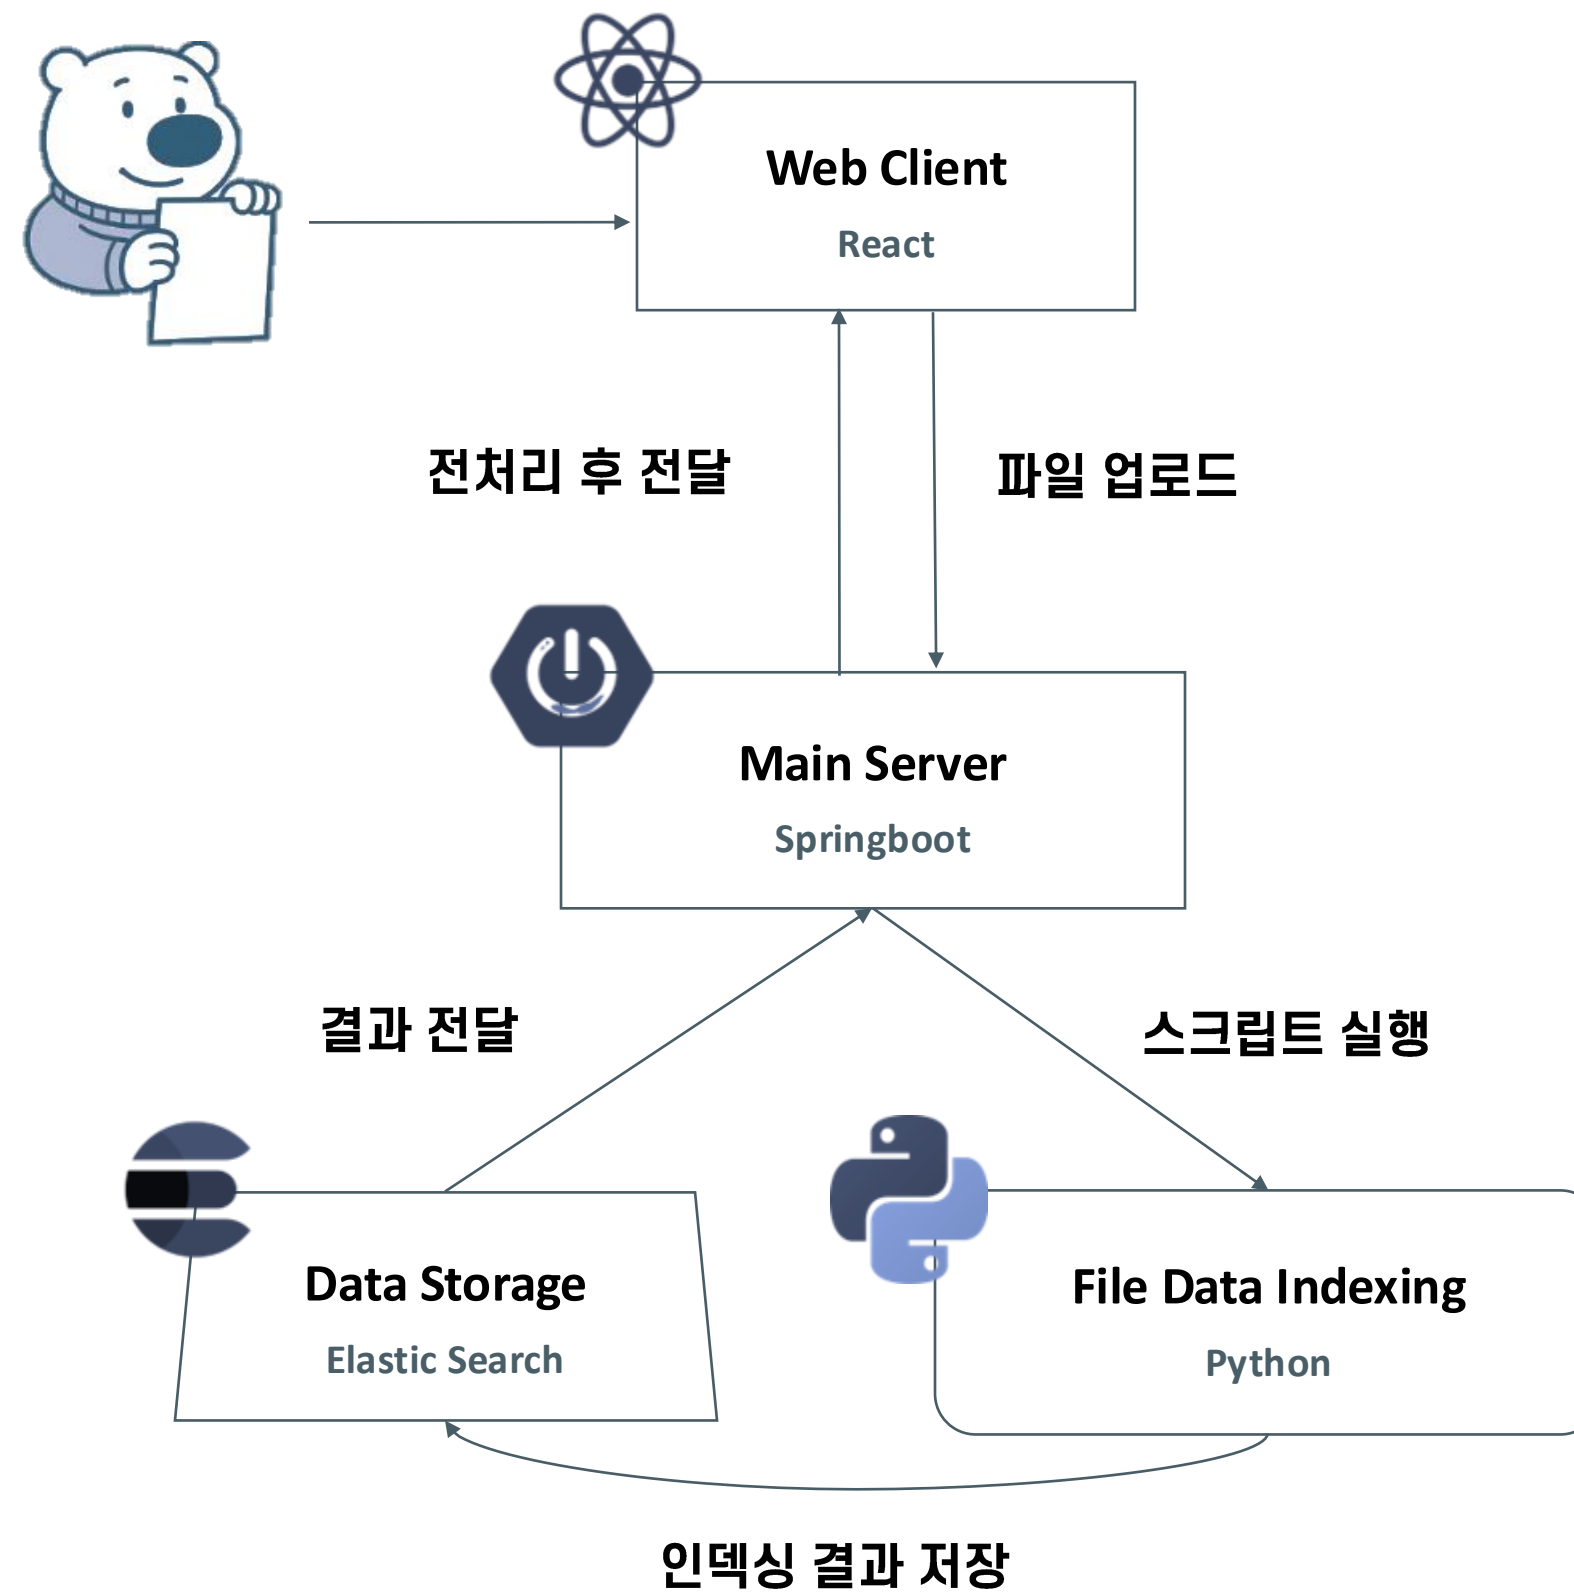 Web Client
React
전처리 후 전달
파일 업로드
Main Server
Springboot
결과 전달
스크립트 실행
Data Storage
Elastic Search
File Data Indexing
Python
인덱싱 결과 저장